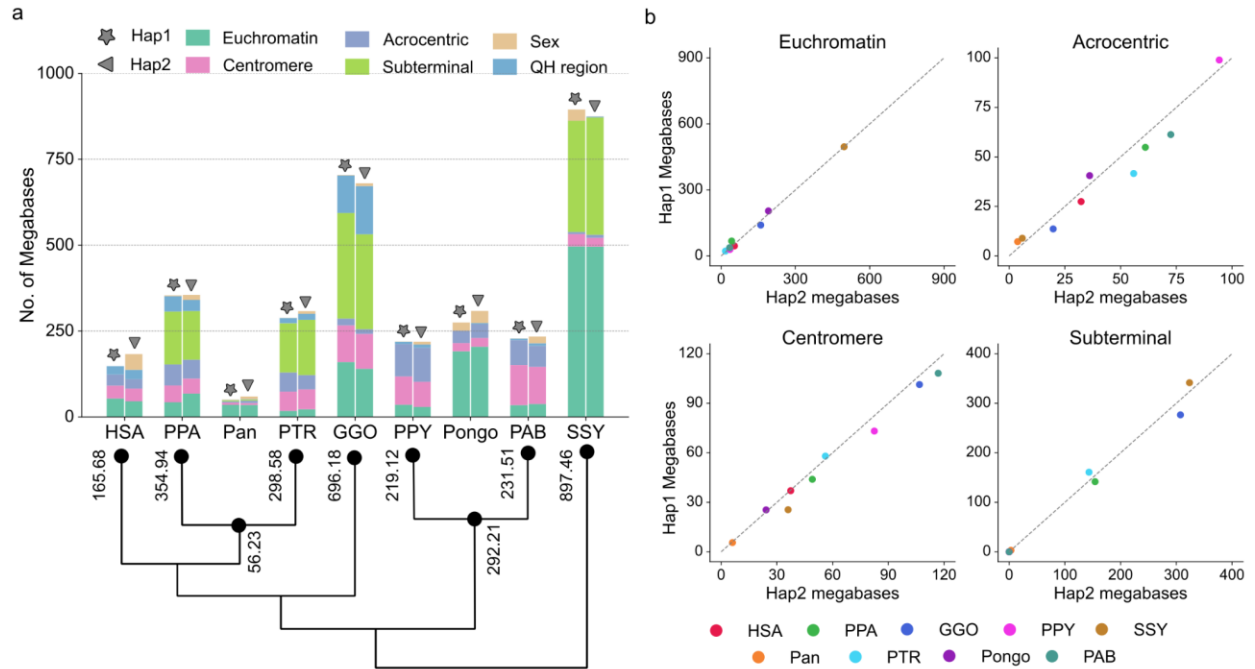 a
Hap1
Hap2
Euchromatin
Centromere
Acrocentric
Subterminal
Sex
QH region
No. of Megabases
1000
750
500
250
0
HSA PPA Pan PTR GGO PPY Pongo PAB SSY
165.68
354.94
298.58
696.18
219.12
231.51
897.46
56.23
292.21
b
Euchromatin
Hap1 Megabases
900
600
300
0
0 300 600 900
Hap2 megabases
Acrocentric
100
75
50
25
0
0 25 50 75 100
Hap2 megabases
Centromere
Hap1 Megabases
120
90
60
30
0
0 30 60 90 120
Hap2 megabases
Subterminal
400
300
200
100
0
0 100 200 300 400
Hap2 megabases
HSA PPA GGO PPY SSY
Pan PTR Pongo PAB